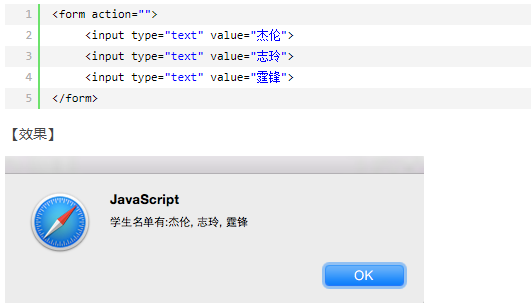 1 <form action="">
2 <input type="text" value="杰伦">
3 <input type="text" value="志玲">
4 <input type="text" value="霆锋">
5 </form>
【效果】
JavaScript
学生名单有:杰伦, 志玲, 霆锋
OK